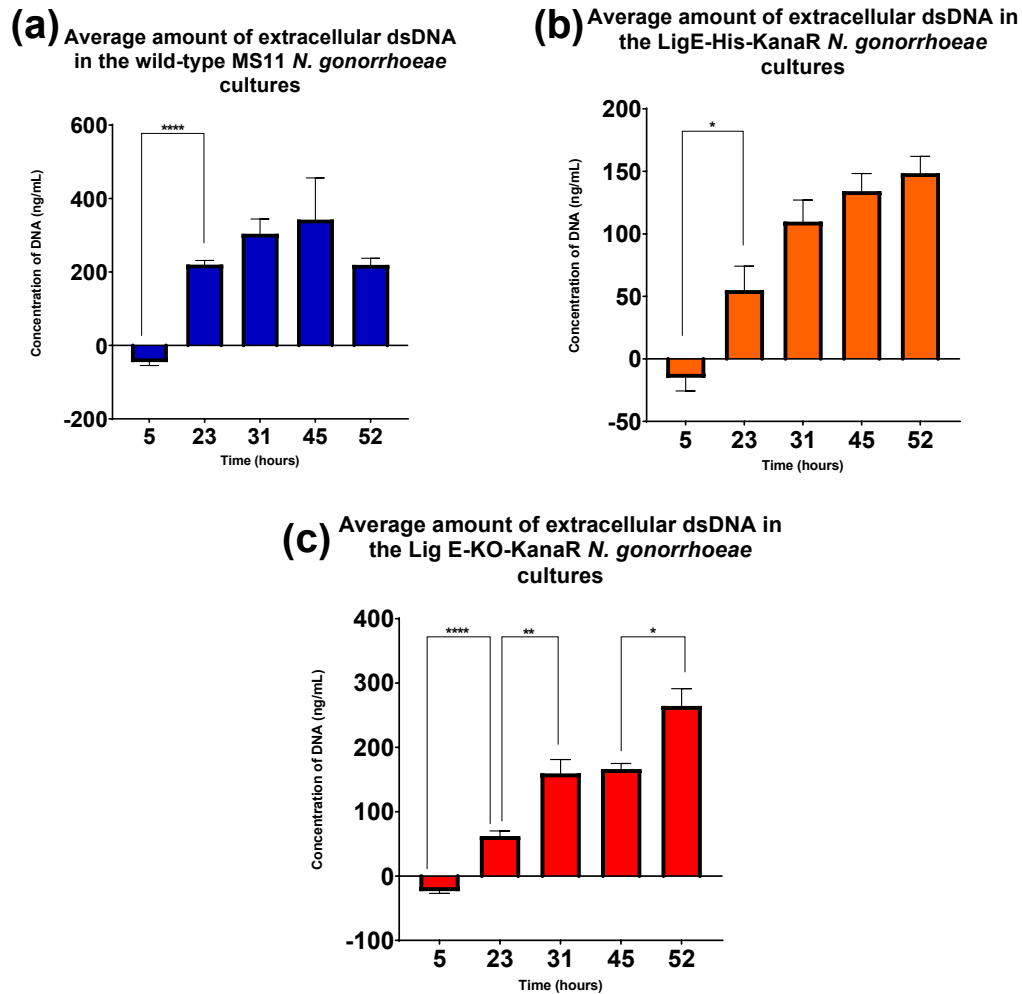 (a)
Average amount of extracellular dsDNA
in the wild-type MS11 N. gonorrhoeae
cultures
Concentration of DNA (ng/mL)
600
400
200
0
-200
****
5 23 31 45 52
Time (hours)
(b)
Average amount of extracellular dsDNA in
the LigE-His-KanaR N. gonorrhoeae
cultures
Concentration of DNA (ng/mL)
200
150
100
50
0
-50
*
5 23 31 45 52
Time (hours)
(c)
Average amount of extracellular dsDNA in
the Lig E-KO-KanaR N. gonorrhoeae
cultures
Concentration of DNA (ng/mL)
400
300
200
100
0
-100
**** ** *
5 23 31 45 52
Time (hours)